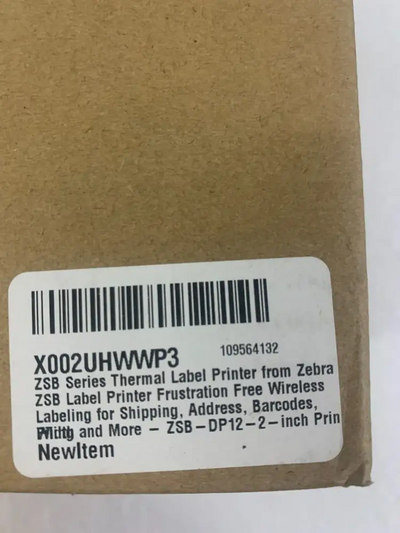 X002UHWWP3 109564132
ZSB Series Thermal Label Printer from Zebra
ZSB Label Printer Frustration Free Wireless
Labeling for Shipping, Address, Barcodes,
and More - ZSB-DP12-2-inch Prin
NewItem